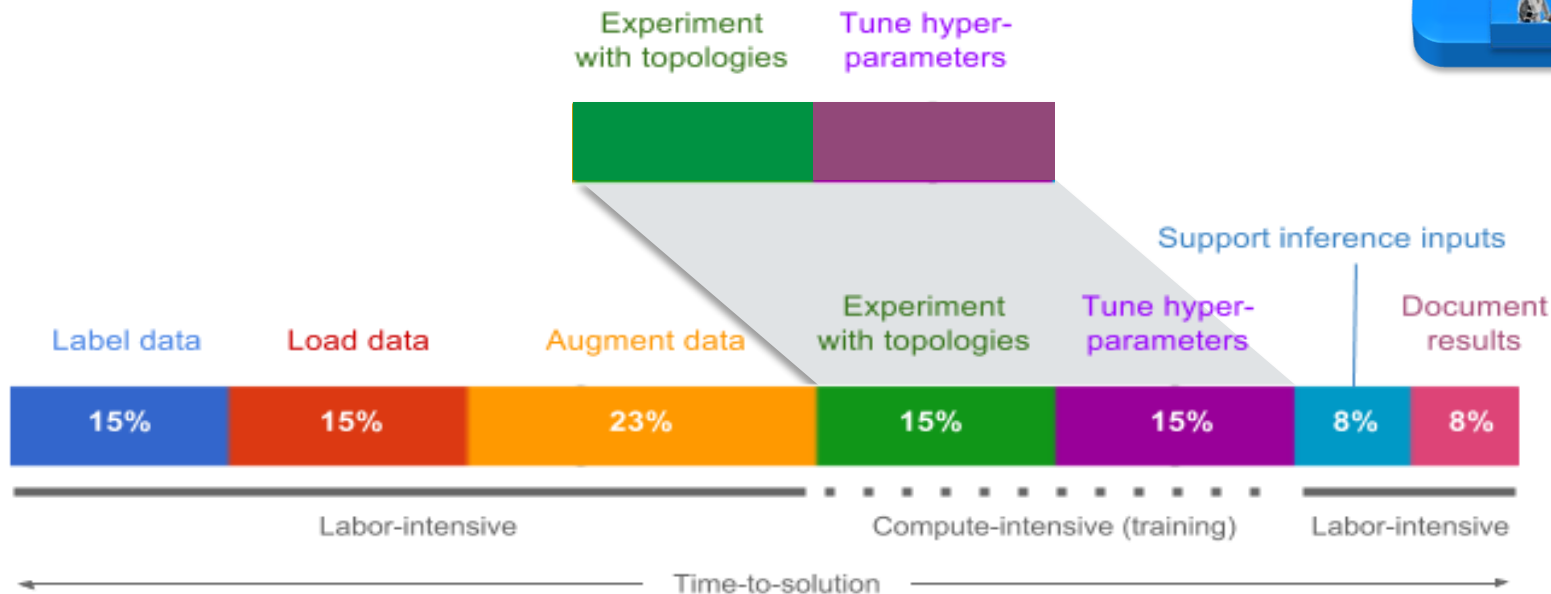 Experiment
with topologies
Tune hyper-
parameters
Support inference inputs
Label data
Load data
Augment data
Experiment
with topologies
Tune hyper-
parameters
Document
results
15%
15%
23%
15%
15%
8%
8%
Labor-intensive
Compute-intensive (training)
Labor-intensive
Time-to-solution